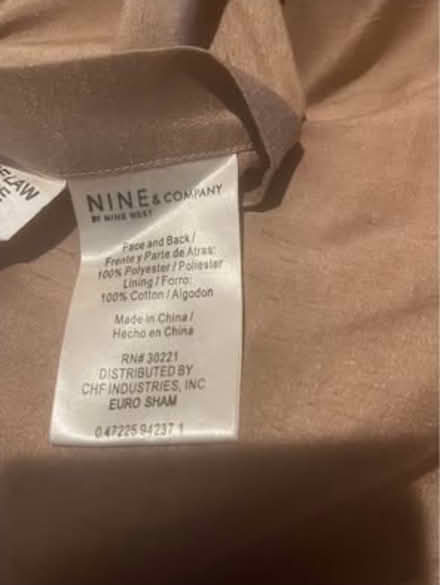 ELAW
NINE & COMPANY
BY NINE WEST
Face and Back /
Frente y Parte de Atras:
100% Polyester / Poliester
Lining / Forro:
100% Cotton / Algodon
Made in China /
Hecho en China
RN# 30221
DISTRIBUTED BY
CHF INDUSTRIES, INC
EURO SHAM
0 47225 94237 1